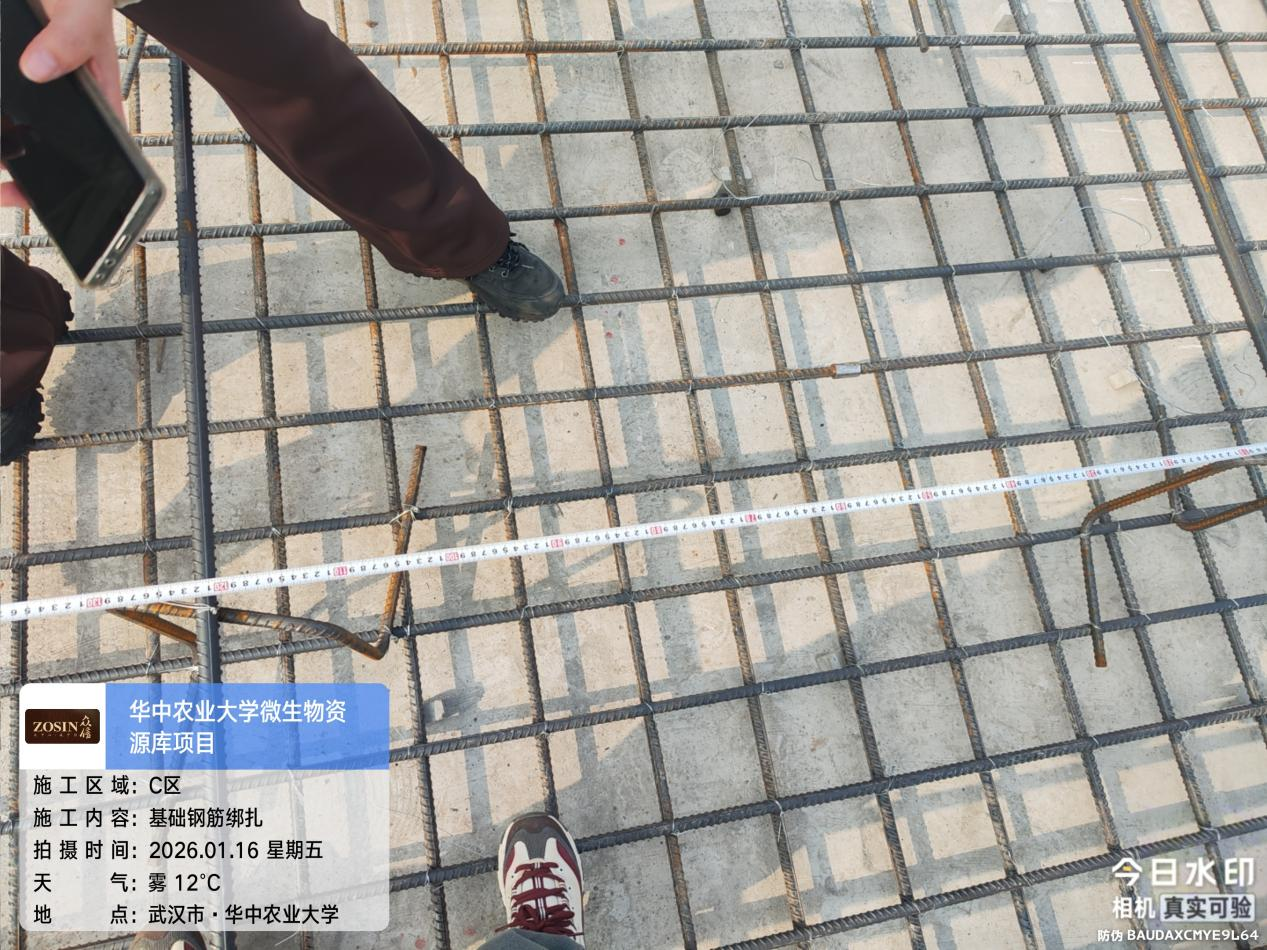 ZOSIN 众信
华中农业大学微生物资
源库项目
施工区域：C区
施工内容：基础钢筋绑扎
拍摄时间：2026.01.16 星期五
天气：雾 12℃
地点：武汉市·华中农业大学
今日水印
相机 真实可验
防伪 BAUDAXCMYE9L64